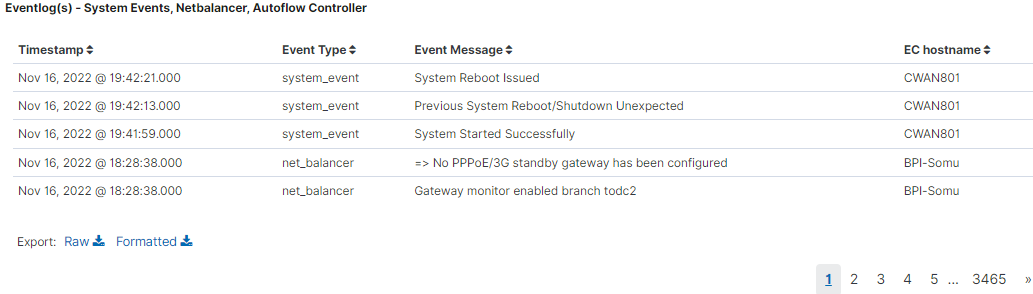 Eventlog(s) - System Events, Netbalancer, Autoflow Controller
Timestamp Event Type Event Message EC hostname
Nov 16, 2022 @ 19:42:21.000 system_event System Reboot Issued CWAN801
Nov 16, 2022 @ 19:42:13.000 system_event Previous System Reboot/Shutdown Unexpected CWAN801
Nov 16, 2022 @ 19:41:59.000 system_event System Started Successfully CWAN801
Nov 16, 2022 @ 18:28:38.000 net_balancer => No PPPoE/3G standby gateway has been configured BPI-Somu
Nov 16, 2022 @ 18:28:38.000 net_balancer Gateway monitor enabled branch todc2 BPI-Somu
Export: Raw Formatted
1 2 3 4 5 ... 3465 »